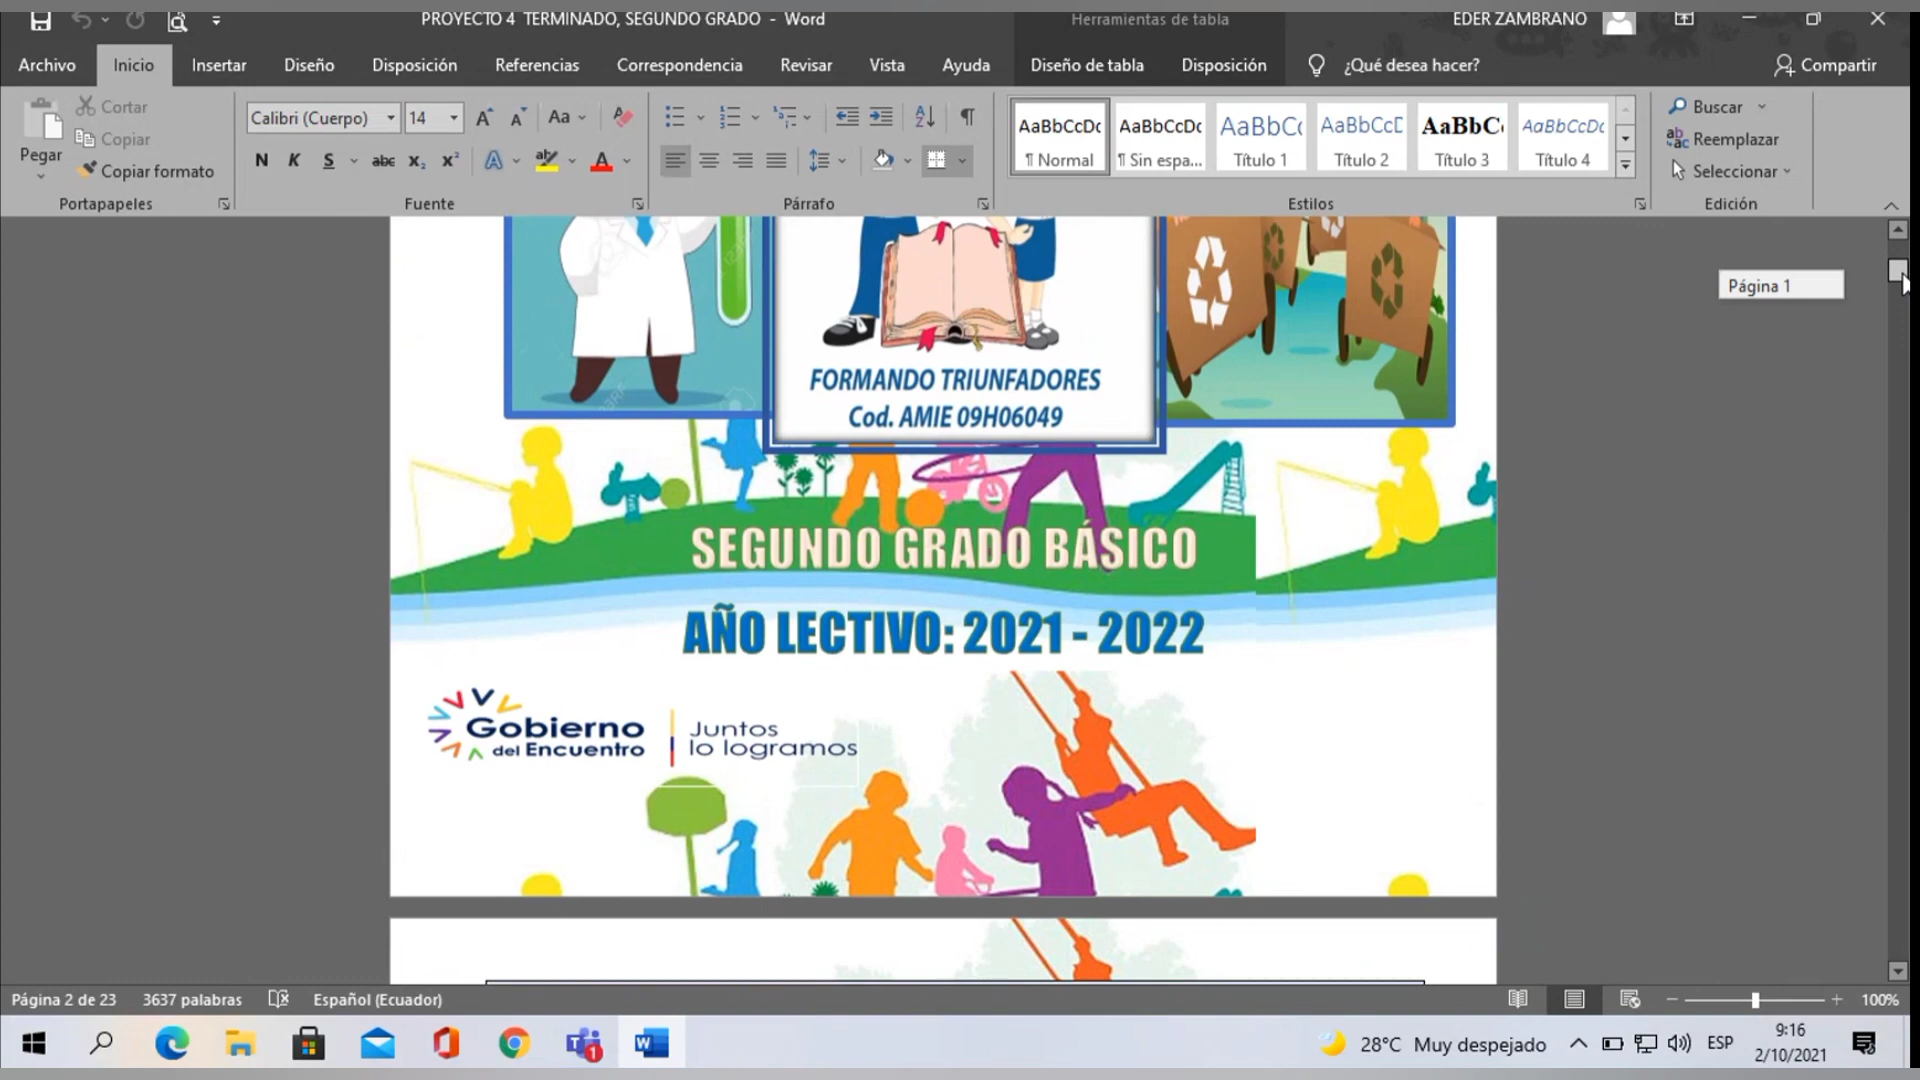 PROYECTO 4 TERMINADO, SEGUNDO GRADO - Word
Herramientas de tabla
EDER ZAMBRANO
Archivo
Inicio
Insertar
Diseño
Disposición
Referencias
Correspondencia
Revisar
Vista
Ayuda
Diseño de tabla
Disposición
¿Qué desea hacer?
Compartir
Pegar
Cortar
Copiar
Copiar formato
Portapapeles
Calibri (Cuerpo)
14
Aa
N K S abc x₂ x²
Fuente
Párrafo
AaBbCcDc
¶ Normal
AaBbCcDc
¶ Sin espa...
AaBbC(
Título 1
AaBbCcE
Título 2
AaBbC
Título 3
AaBbCcDc
Título 4
Estilos
Buscar
Reemplazar
Seleccionar
Edición
Página 1
FORMANDO TRIUNFADORES
Cod. AMIE 09H06049
SEGUNDO GRADO BÁSICO
AÑO LECTIVO: 2021 - 2022
Gobierno
del Encuentro
Juntos
lo logramos
Página 2 de 23
3637 palabras
Español (Ecuador)
100%
28°C Muy despejado
ESP
9:16
2/10/2021